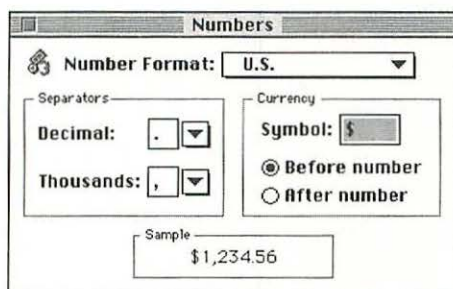 Numbers
Number Format: U.S.
Separators
Decimal: .
Thousands: ,
Currency
Symbol: $
Before number
After number
Sample
$1,234.56